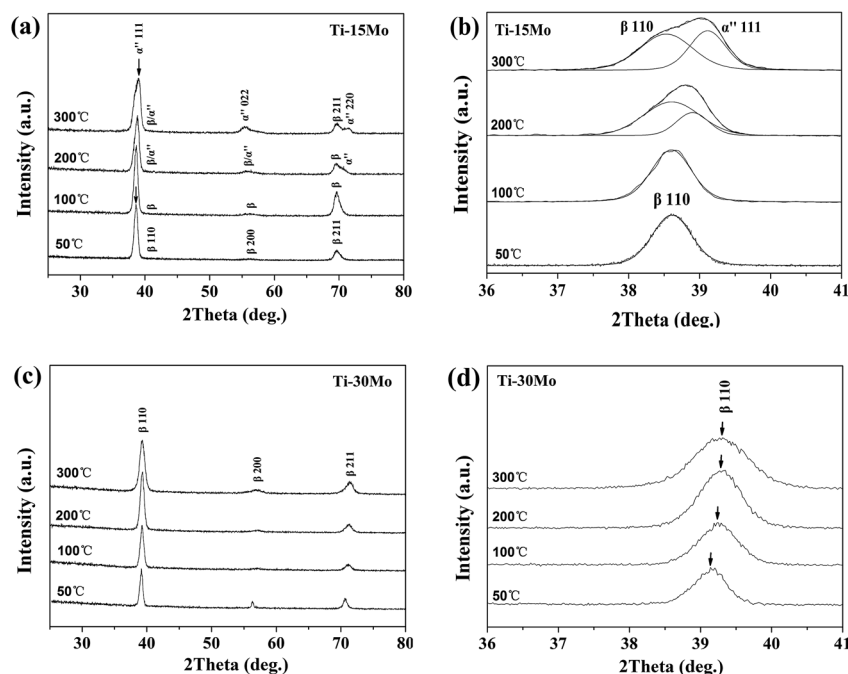 (a)
Ti-15Mo
α" 111
300℃
β/α"
α" 022
β 211
α" 220
200℃
β/α"
β/α"
β
α"
100℃
β
β
β
50℃
β 110
β 200
β 211
Intensity (a.u.)
30 40 50 60 70 80
2Theta (deg.)
(b)
Ti-15Mo
β 110
α" 111
300℃
200℃
100℃
β 110
50℃
Intensity (a.u.)
36 37 38 39 40 41
2Theta (deg.)
(c)
Ti-30Mo
β 110
300℃
β 200
β 211
200℃
100℃
50℃
Intensity (a.u.)
30 40 50 60 70 80
2Theta (deg.)
(d)
Ti-30Mo
β 110
300℃
200℃
100℃
50℃
Intensity (a.u.)
36 37 38 39 40 41
2Theta (deg.)